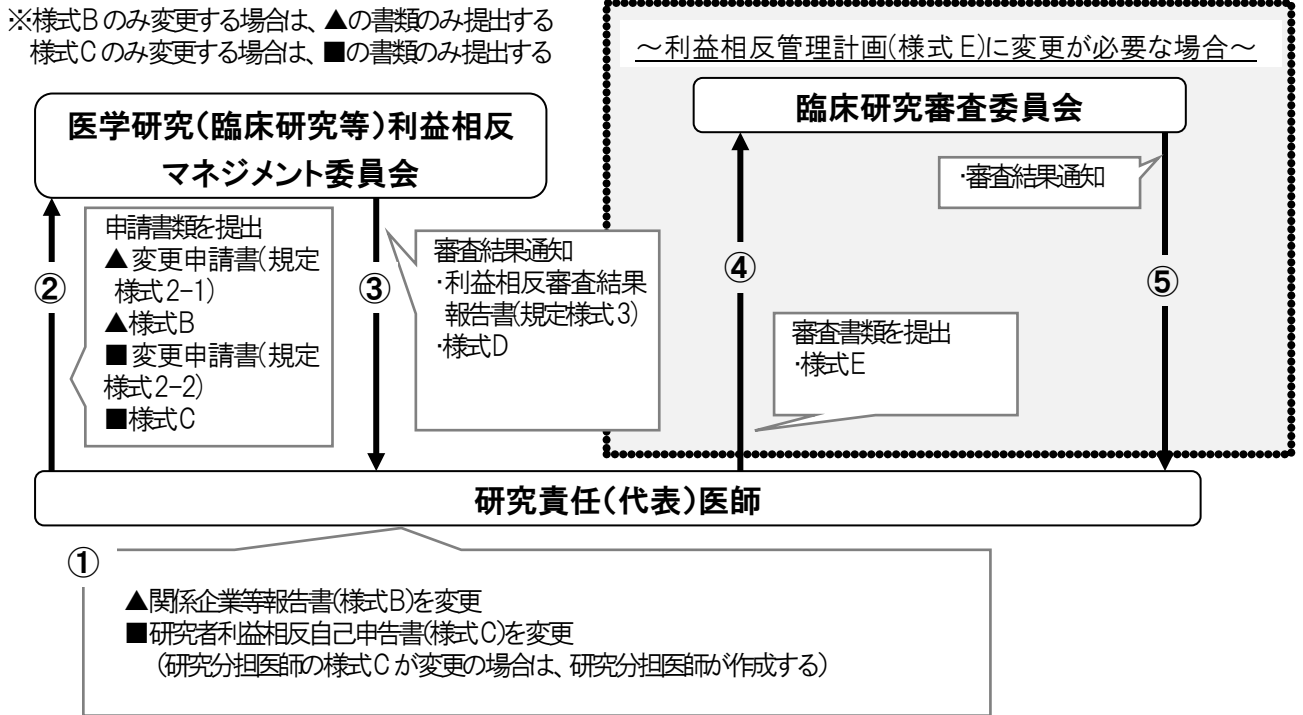 ※様式Bのみ変更する場合は、▲の書類のみ提出する
様式Cのみ変更する場合は、■の書類のみ提出する
～利益相反管理計画(様式E)に変更が必要な場合～
医学研究(臨床研究等)利益相反
マネジメント委員会
臨床研究審査委員会
・審査結果通知
②
申請書類を提出
▲変更申請書(規定
様式2-1)
▲様式B
■変更申請書(規定
様式2-2)
■様式C
③
審査結果通知
・利益相反審査結果
報告書(規定様式3)
・様式D
④
審査書類を提出
・様式E
⑤
研究責任(代表)医師
①
▲関係企業等報告書(様式B)を変更
■研究者利益相反自己申告書(様式C)を変更
(研究分担医師の様式Cが変更の場合は、研究分担医師が作成する)